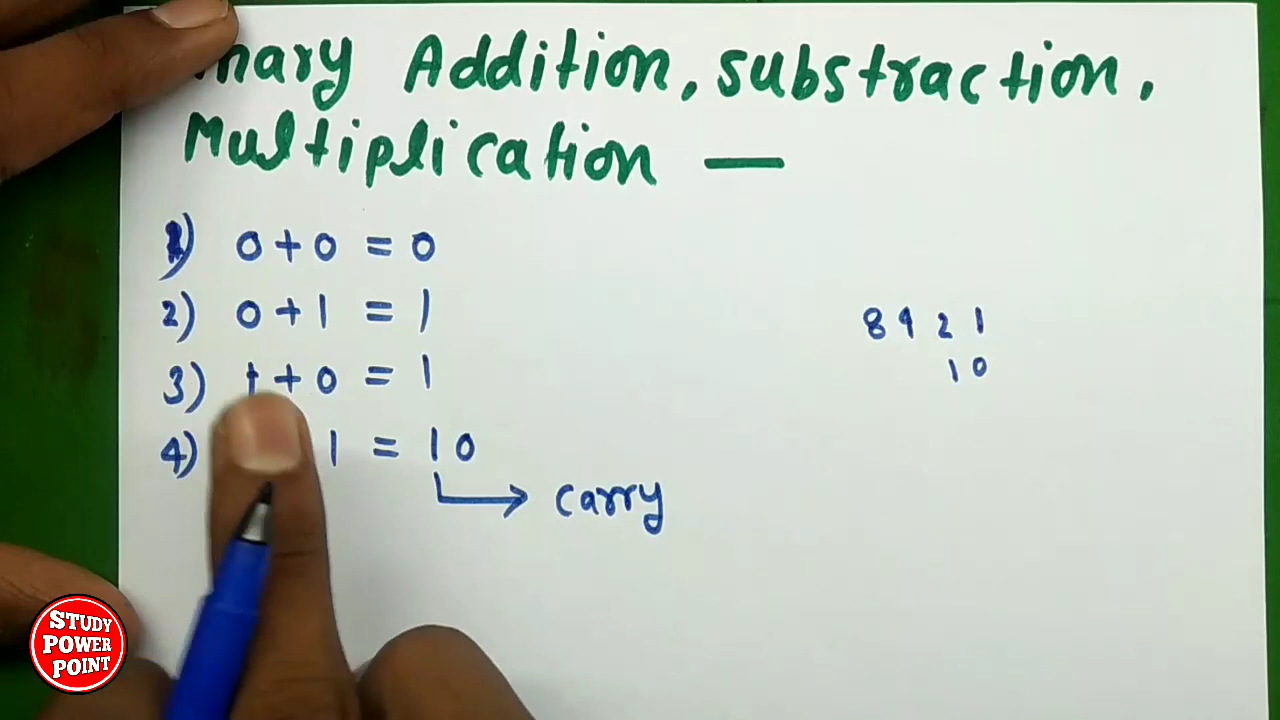 nary Addition, substraction,
Multiplication —
1) 0 + 0 = 0
2) 0 + 1 = 1
3) 1 + 0 = 1
4) 1 = 10
carry
8 4 2 1
1 0
STUDY
POWER
POINT